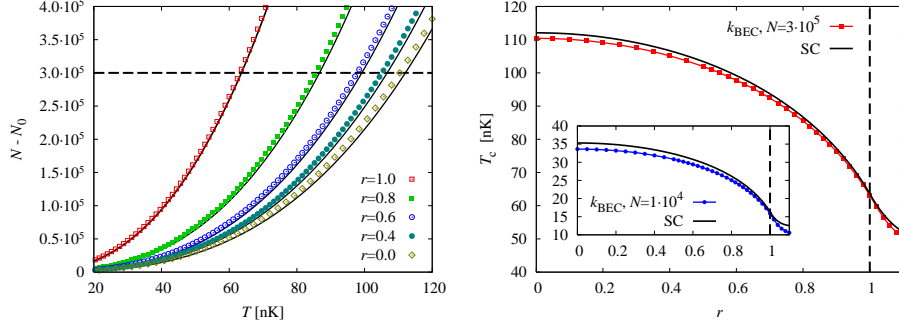 4.0·10⁵
3.5·10⁵
3.0·10⁵
2.5·10⁵
2.0·10⁵
1.5·10⁵
1.0·10⁵
5.0·10⁴
0
N - N₀
r=1.0
r=0.8
r=0.6
r=0.4
r=0.0
20 40 60 80 100 120
T [nK]
120
110
100
90
80
70
60
50
40
T_c [nK]
k_BEC, N=3·10⁵
SC
40
35
30
25
20
15
10
k_BEC, N=1·10⁴
SC
0 0.2 0.4 0.6 0.8 1
0 0.2 0.4 0.6 0.8 1
r